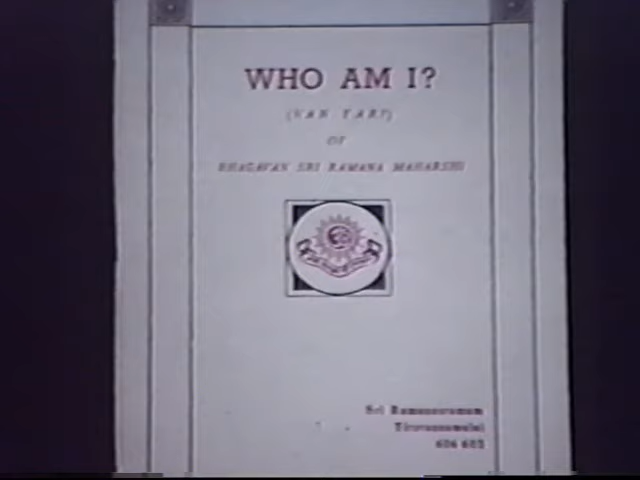 WHO AM I?
(NAN YAR?)
OF
BHAGAVAN SRI RAMANA MAHARSHI
Sri Ramanasramam
Tiruvannamalai
606 603